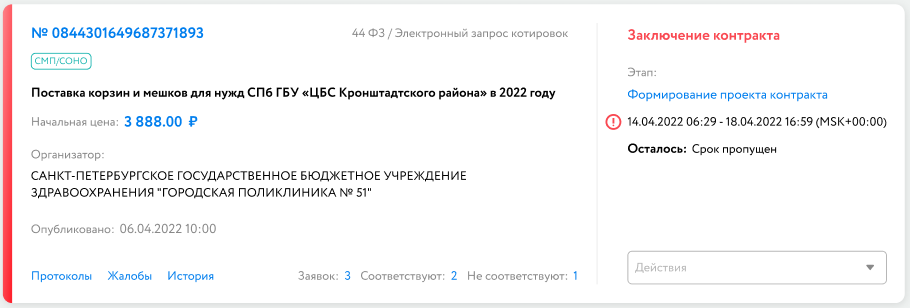 № 0844301649687371893
44 ФЗ / Электронный запрос котировок
СМП/СОНО
Поставка корзин и мешков для нужд СПб ГБУ «ЦБС Кронштадтского района» в 2022 году
Начальная цена: 3 888.00 ₽
Организатор:
САНКТ-ПЕТЕРБУРГСКОЕ ГОСУДАРСТВЕННОЕ БЮДЖЕТНОЕ УЧРЕЖДЕНИЕ
ЗДРАВООХРАНЕНИЯ "ГОРОДСКАЯ ПОЛИКЛИНИКА № 51"
Опубликовано: 06.04.2022 10:00
Протоколы Жалобы История
Заявок: 3 Соответствуют: 2 Не соответствуют: 1
Заключение контракта
Этап:
Формирование проекта контракта
14.04.2022 06:29 - 18.04.2022 16:59 (MSK+00:00)
Осталось: Срок пропущен
Действия